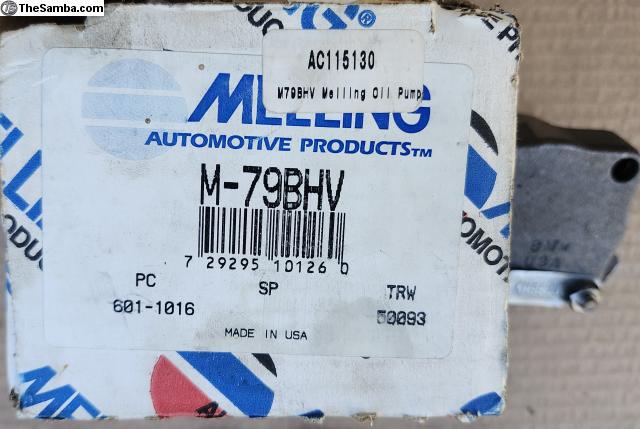 TheSamba.com
AC115130
M79BHV Melling Oil Pump
MELLING
AUTOMOTIVE PRODUCTS™
M-79BHV
7 29295 10126 0
PC SP TRW
601-1016 50093
MADE IN USA